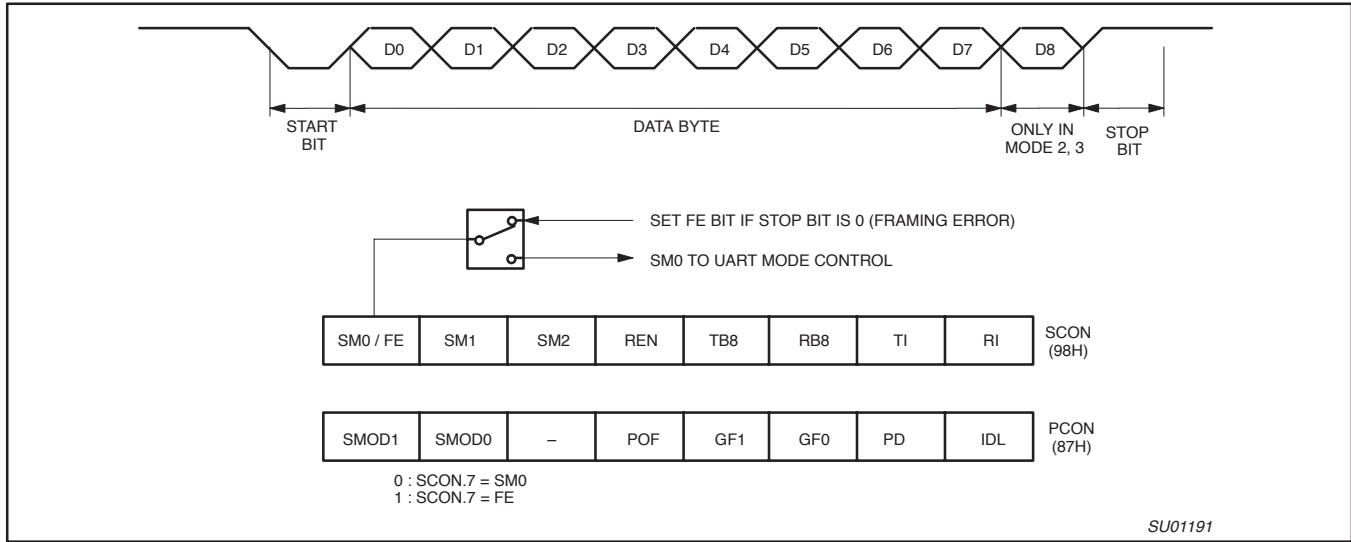 D0 D1 D2 D3 D4 D5 D6 D7 D8
START
BIT
DATA BYTE
ONLY IN
MODE 2, 3
STOP
BIT
SET FE BIT IF STOP BIT IS 0 (FRAMING ERROR)
SM0 TO UART MODE CONTROL
SM0 / FE SM1 SM2 REN TB8 RB8 TI RI
SCON
(98H)
SMOD1 SMOD0 – POF GF1 GF0 PD IDL
PCON
(87H)
0 : SCON.7 = SM0
1 : SCON.7 = FE
SU01191